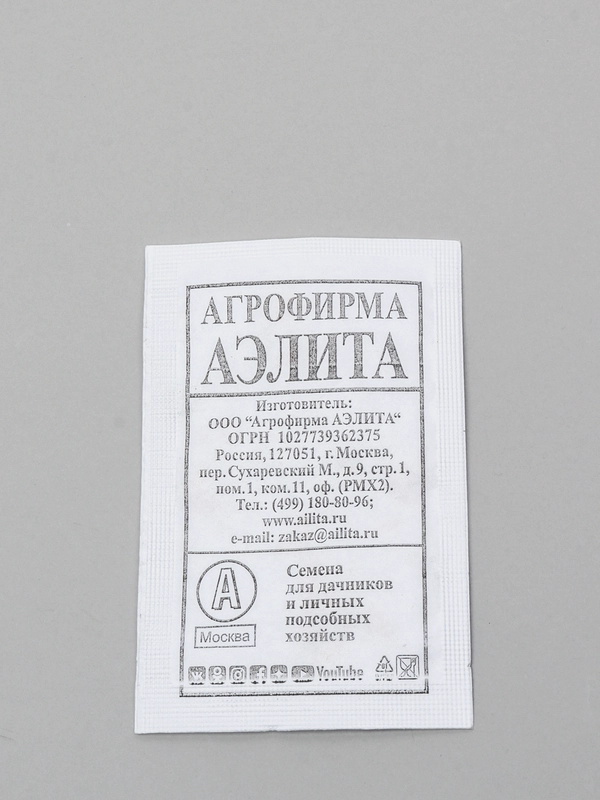 АГРОФИРМА
АЭЛИТА
Изготовитель:
ООО "Агрофирма АЭЛИТА"
ОГРН 1027739362375
Россия, 127051, г. Москва,
пер. Сухаревский М., д. 9, стр. 1,
пом. 1, ком. 11, оф. (РМХ2).
Тел.: (499) 180-80-96;
www.ailita.ru
e-mail: zakaz@ailita.ru
А
Москва
Семена
для дачников
и личных
подсобных
хозяйств
YouTube